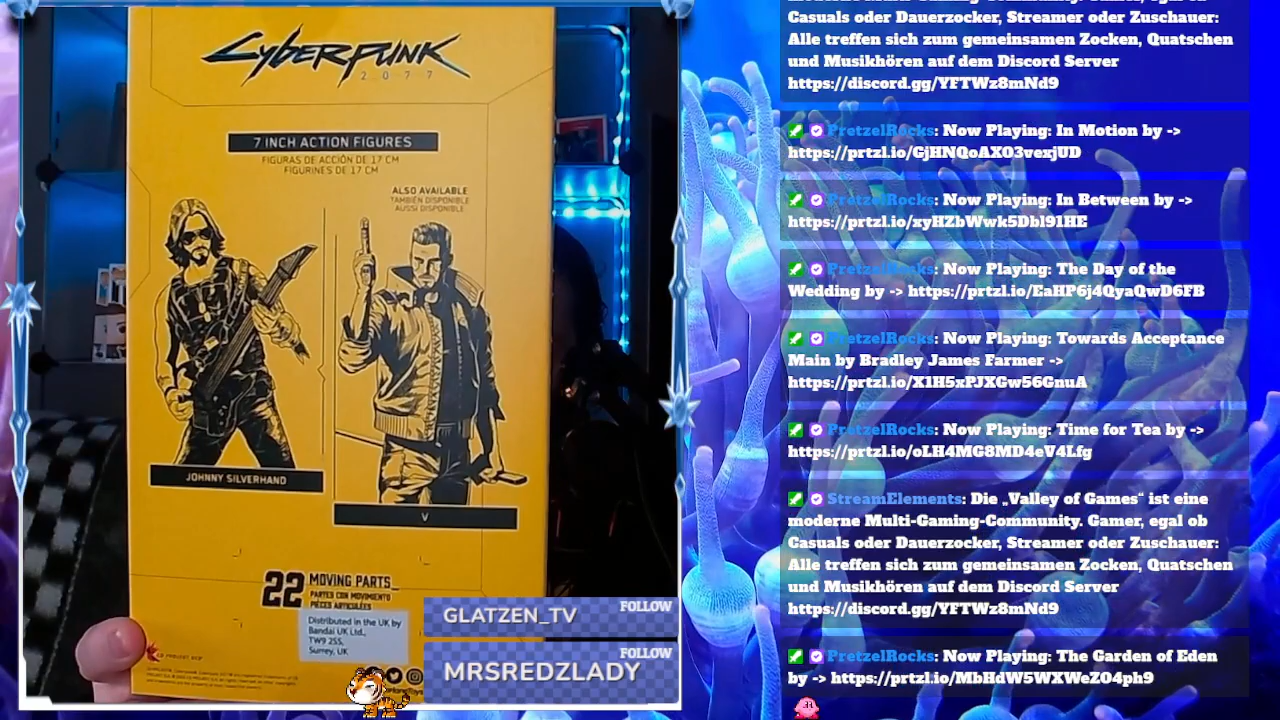 CYBERPUNK
2077
7 INCH ACTION FIGURES
FIGURAS DE ACCIÓN DE 17 CM
FIGURINES DE 17 CM
ALSO AVAILABLE
TAMBIÉN DISPONIBLE
AUSSI DISPONIBLE
JOHNNY SILVERHAND
V
22 MOVING PARTS_
PARTES CON MOVIMIENTO
PIÈCES ARTICULÉES
Distributed in the UK by
Bandai UK Ltd.,
TW9 2SS,
Surrey, UK
CD PROJEKT RED
GLATZEN_TV
FOLLOW
MRSREDZLADY
FOLLOW
Casuals oder Dauerzocker, Streamer oder Zuschauer:
Alle treffen sich zum gemeinsamen Zocken, Quatschen
und Musikhören auf dem Discord Server
https://discord.gg/YFTWz8mNd9
PretzelRocks: Now Playing: In Motion by ->
https://prtzl.io/GjHNQoAXO3vexjUD
PretzelRocks: Now Playing: In Between by ->
https://prtzl.io/xyHZbWwk5Dbl91HE
PretzelRocks: Now Playing: The Day of the
Wedding by -> https://prtzl.io/EaHP6j4QyaQwD6FB
PretzelRocks: Now Playing: Towards Acceptance
Main by Bradley James Farmer ->
https://prtzl.io/X1H5xPJXGw56GnuA
PretzelRocks: Now Playing: Time for Tea by ->
https://prtzl.io/oLH4MG8MD4eV4Lfg
StreamElements: Die „Valley of Games“ ist eine
moderne Multi-Gaming-Community. Gamer, egal ob
Casuals oder Dauerzocker, Streamer oder Zuschauer:
Alle treffen sich zum gemeinsamen Zocken, Quatschen
und Musikhören auf dem Discord Server
https://discord.gg/YFTWz8mNd9
PretzelRocks: Now Playing: The Garden of Eden
by -> https://prtzl.io/MbHdW5WXWeZO4ph9